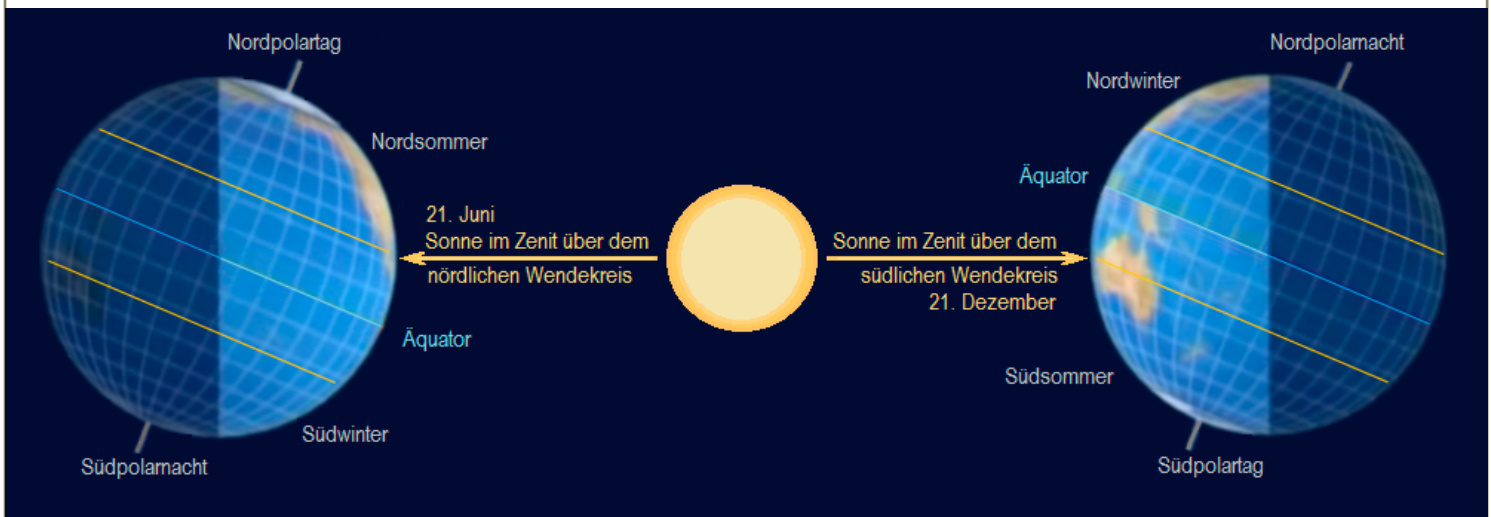 Nordpolartag
Nordsommer
21. Juni
Sonne im Zenit über dem
nördlichen Wendekreis
Äquator
Südwinter
Südpolarnacht
Nordpolarnacht
Nordwinter
Äquator
Sonne im Zenit über dem
südlichen Wendekreis
21. Dezember
Südsommer
Südpolartag